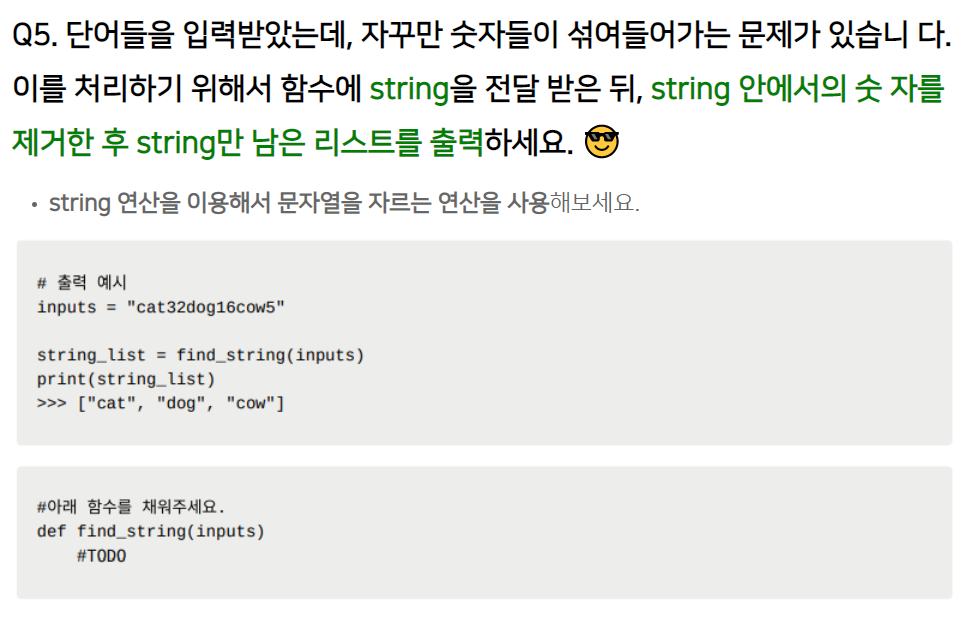 Q5. 단어들을 입력받았는데, 자꾸만 숫자들이 섞여들어가는 문제가 있습니 다.
이를 처리하기 위해서 함수에 string을 전달 받은 뒤, string 안에서의 숫 자를
제거한 후 string만 남은 리스트를 출력하세요. 😎
• string 연산을 이용해서 문자열을 자르는 연산을 사용해보세요.
# 출력 예시
inputs = "cat32dog16cow5"
string_list = find_string(inputs)
print(string_list)
>>> ["cat", "dog", "cow"]
#아래 함수를 채워주세요.
def find_string(inputs)
    #TODO